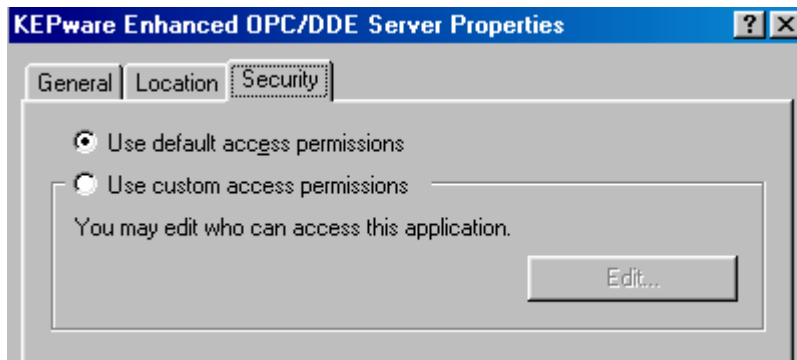 KEPware Enhanced OPC/DDE Server Properties ? X
General Location Security
Use default access permissions
Use custom access permissions
You may edit who can access this application.
Edit...